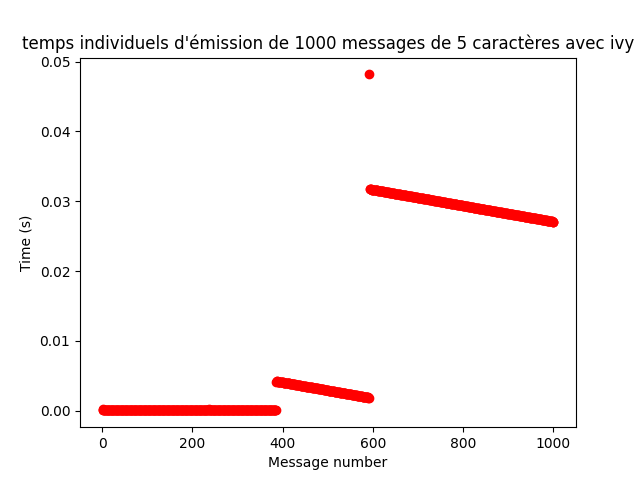 temps individuels d'émission de 1000 messages de 5 caractères avec ivy
0.05
0.04
0.03
0.02
0.01
0.00
Time (s)
0 200 400 600 800 1000
Message number